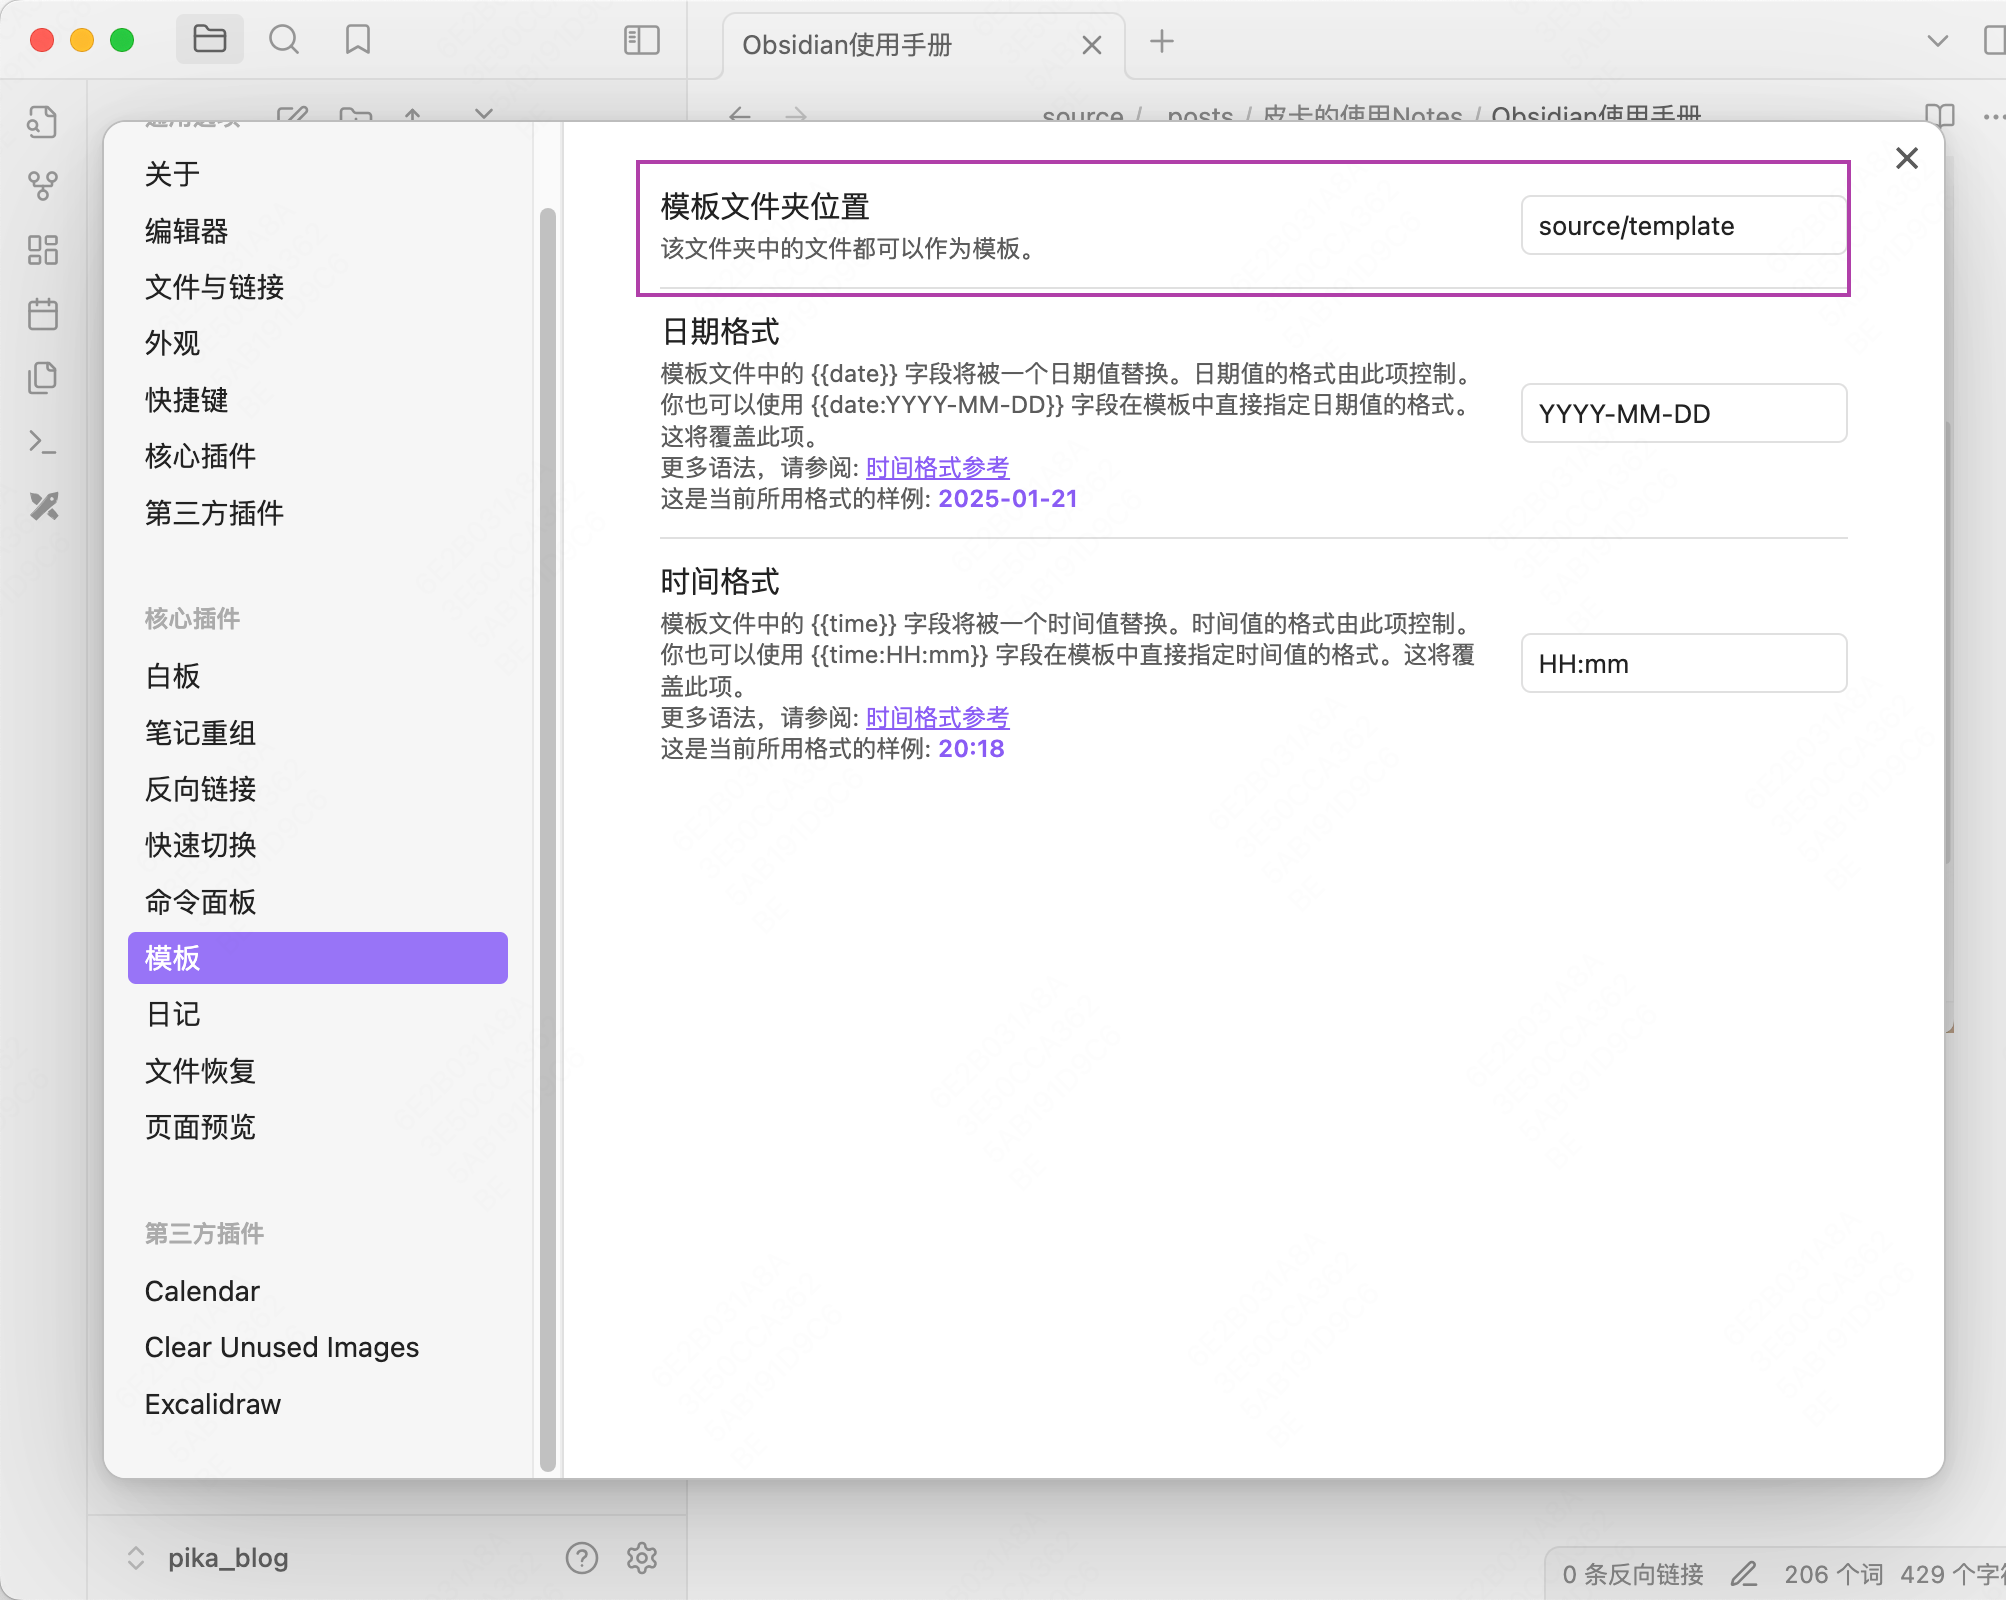 Obsidian使用手册
source / _posts / 皮卡的使用Notes / Obsidian使用手册
通用选项
关于
编辑器
文件与链接
外观
快捷键
核心插件
第三方插件
核心插件
白板
笔记重组
反向链接
快速切换
命令面板
模板
日记
文件恢复
页面预览
第三方插件
Calendar
Clear Unused Images
Excalidraw
模板文件夹位置
该文件夹中的文件都可以作为模板。
source/template
日期格式
模板文件中的 {{date}} 字段将被一个日期值替换。日期值的格式由此项控制。
你也可以使用 {{date:YYYY-MM-DD}} 字段在模板中直接指定日期值的格式。
这将覆盖此项。
更多语法，请参阅: 时间格式参考
这是当前所用格式的样例: 2025-01-21
YYYY-MM-DD
时间格式
模板文件中的 {{time}} 字段将被一个时间值替换。时间值的格式由此项控制。
你也可以使用 {{time:HH:mm}} 字段在模板中直接指定时间值的格式。这将覆
盖此项。
更多语法，请参阅: 时间格式参考
这是当前所用格式的样例: 20:18
HH:mm
pika_blog
0 条反向链接 206 个词 429 个字符